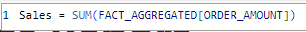 1 Sales = SUM(FACT_AGGREGATED[ORDER_AMOUNT])